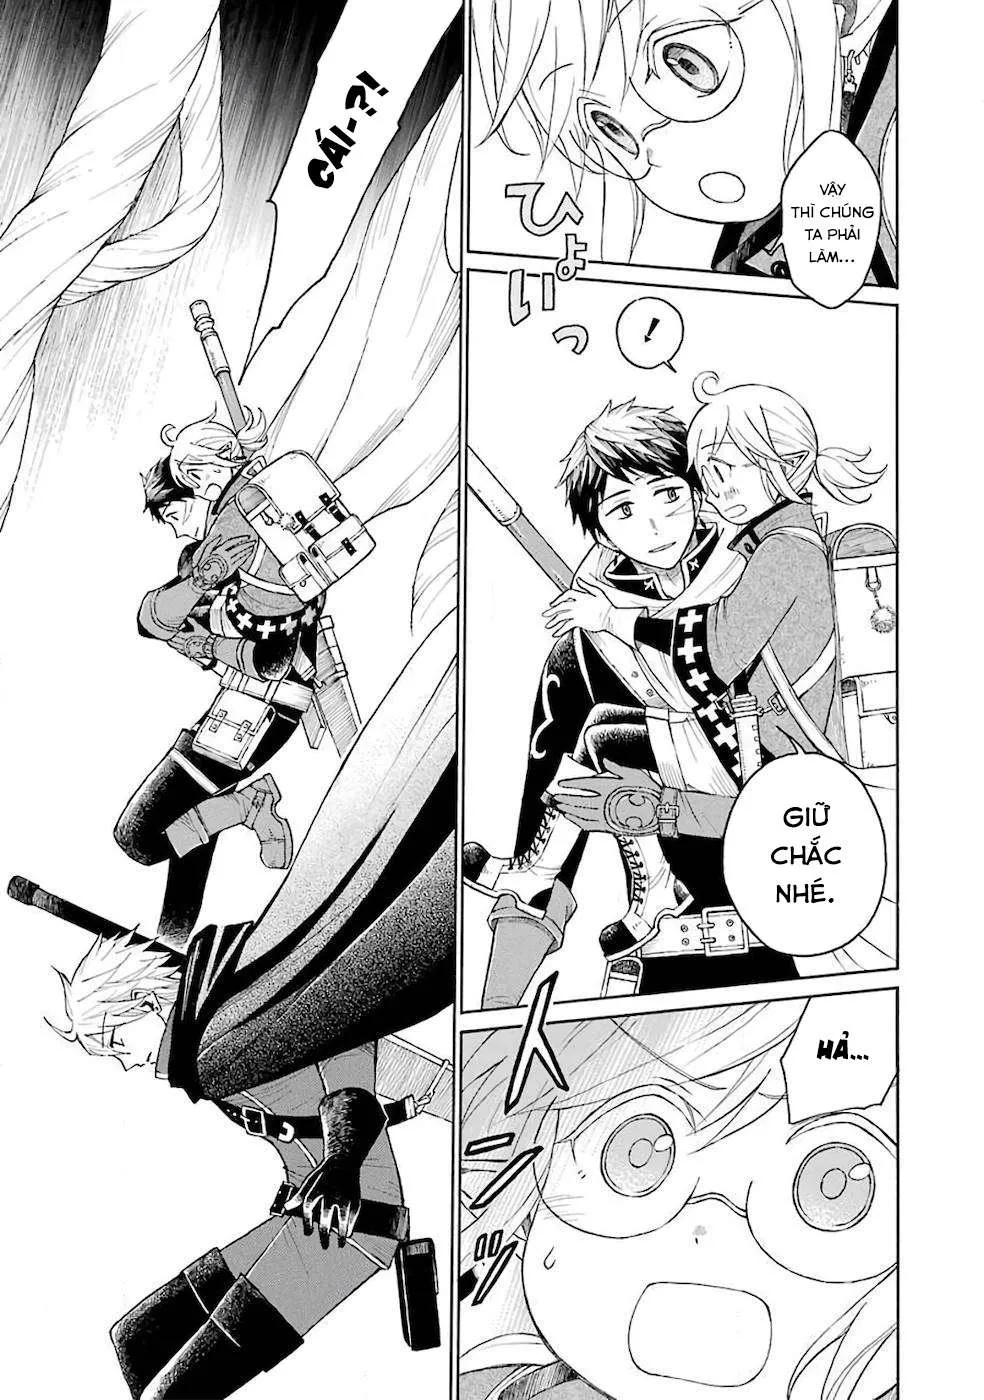 VẬY
THÌ CHÚNG
TA PHẢI
LÀM...
ひょいっ
!
GIỮ
CHẮC
NHÉ.
HẢ...
CÁI-?!